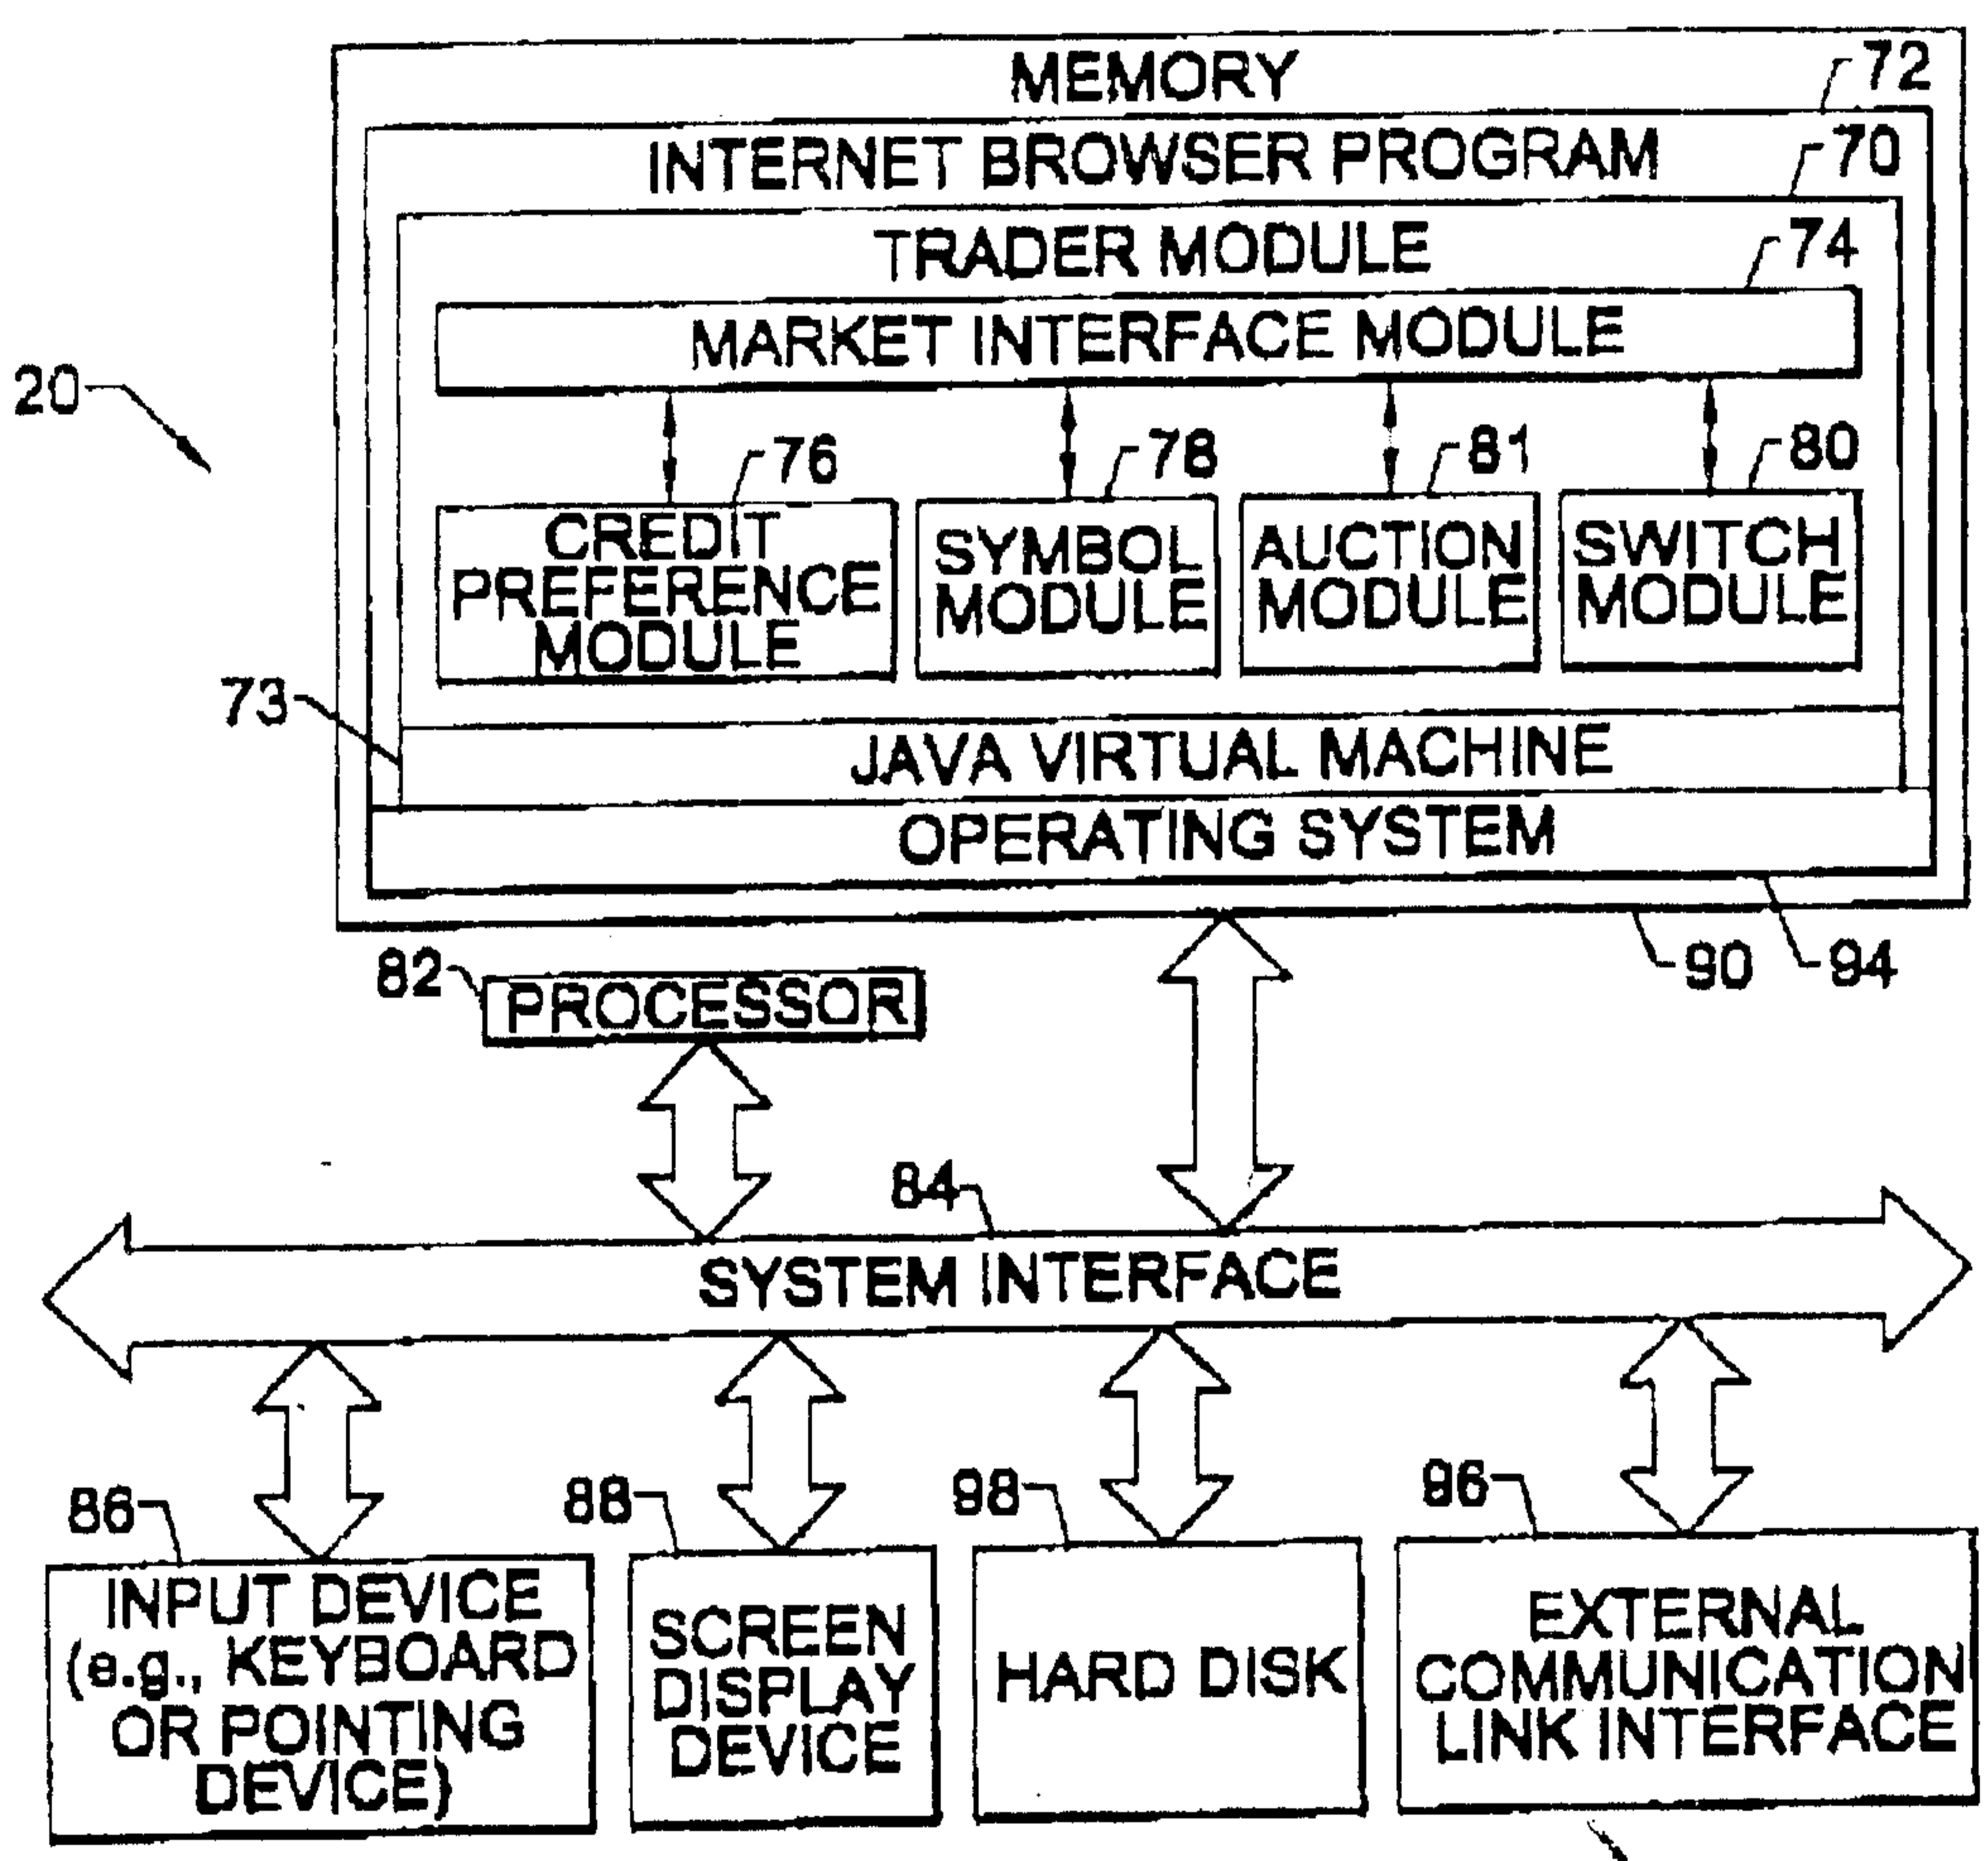 MEMORY
72
INTERNET BROWSER PROGRAM
70
TRADER MODULE
74
MARKET INTERFACE MODULE
20
76
78
81
80
CREDIT
PREFERENCE
MODULE
SYMBOL
MODULE
AUCTION
MODULE
SWITCH
MODULE
73
JAVA VIRTUAL MACHINE
OPERATING SYSTEM
82
PROCESSOR
90
94
84
SYSTEM INTERFACE
86
88
98
96
INPUT DEVICE
(e.g., KEYBOARD
OR POINTING
DEVICE)
SCREEN
DISPLAY
DEVICE
HARD DISK
EXTERNAL
COMMUNICATION
LINK INTERFACE